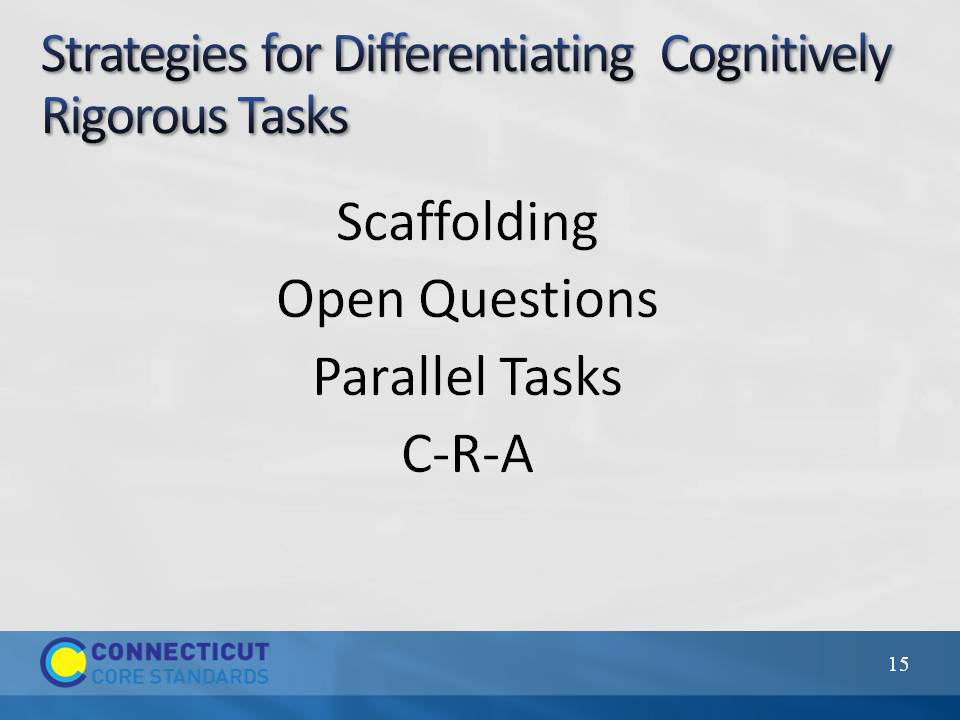 Strategies for Differentiating Cognitively
Rigorous Tasks
Scaffolding
Open Questions
Parallel Tasks
C-R-A
CONNECTICUT
CORE STANDARDS
15